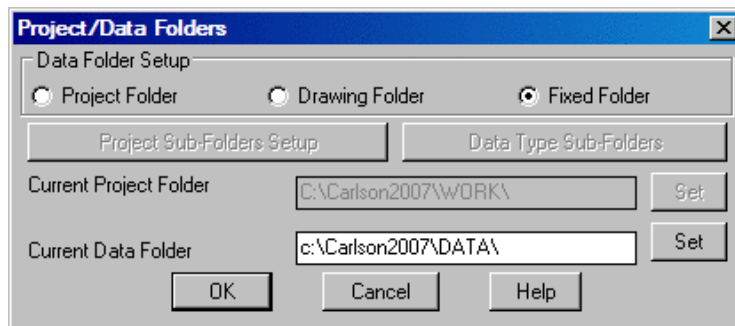 Project/Data Folders
Data Folder Setup
Project Folder Drawing Folder Fixed Folder
Project Sub-Folders Setup Data Type Sub-Folders
Current Project Folder C:\Carlson2007\WORK\ Set
Current Data Folder c:\Carlson2007\DATA\ Set
OK Cancel Help